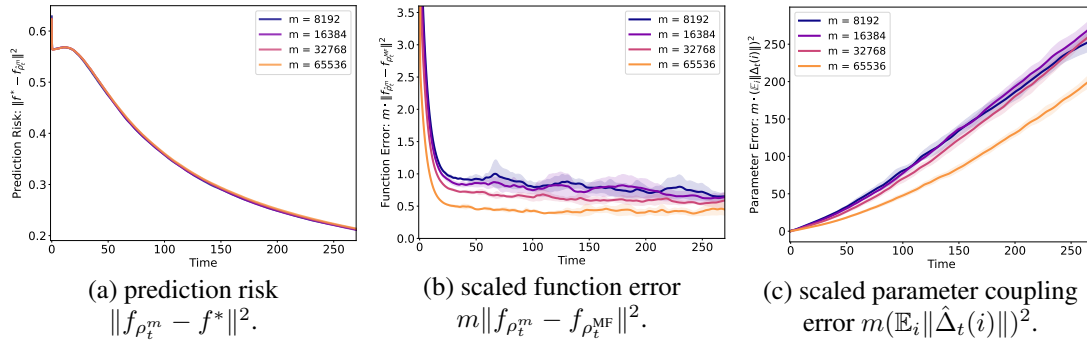 Prediction Risk: ‖f* − f_{ρ̂_t^m}‖²
0.6
0.5
0.4
0.3
0.2
m = 8192
m = 16384
m = 32768
m = 65536
0 50 100 150 200 250
Time
(a) prediction risk
‖f_{ρ_t^m} − f*‖².
Function Error: m · ‖f_{ρ̂_t^m} − f_{ρ_t^{MF}}‖²
3.5
3.0
2.5
2.0
1.5
1.0
0.5
0.0
m = 8192
m = 16384
m = 32768
m = 65536
0 50 100 150 200 250
Time
(b) scaled function error
m‖f_{ρ_t^m} − f_{ρ_t^{MF}}‖².
Parameter Error: m · (𝔼_i‖Δ̂_t(i)‖)²
250
200
150
100
50
0
m = 8192
m = 16384
m = 32768
m = 65536
0 50 100 150 200 250
Time
(c) scaled parameter coupling
error m(𝔼_i‖Δ̂_t(i)‖)².